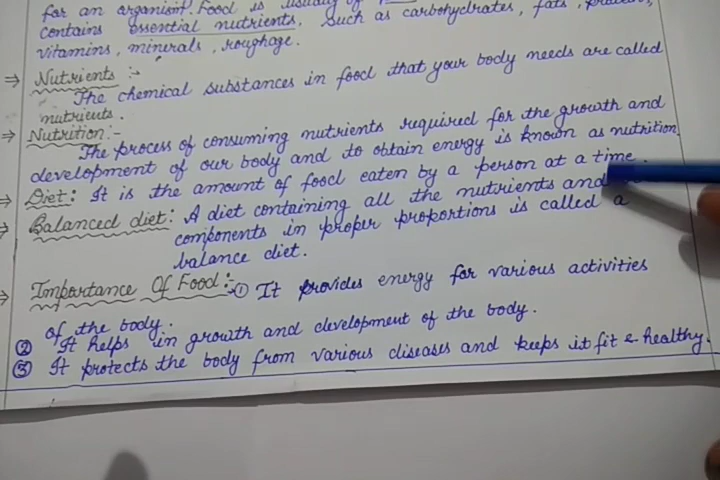 for an organism. Food is usually of
contains essential nutrients. Such as carbohydrates, fats, protein,
vitamins, minerals, roughage.
⇒ Nutrients :-
The chemical substances in food that your body needs are called
nutrients.
⇒ Nutrition:-
The process of consuming nutrients required for the growth and
development of our body and to obtain energy is known as nutrition.
⇒ Diet: It is the amount of food eaten by a person at a time.
⇒ Balanced diet: A diet containing all the nutrients and
components in proper proportions is called a
balance diet.
⇒ Importance Of Food:- ① It provides energy for various activities
of the body.
② It helps in growth and development of the body.
③ It protects the body from various diseases and keeps it fit & healthy.